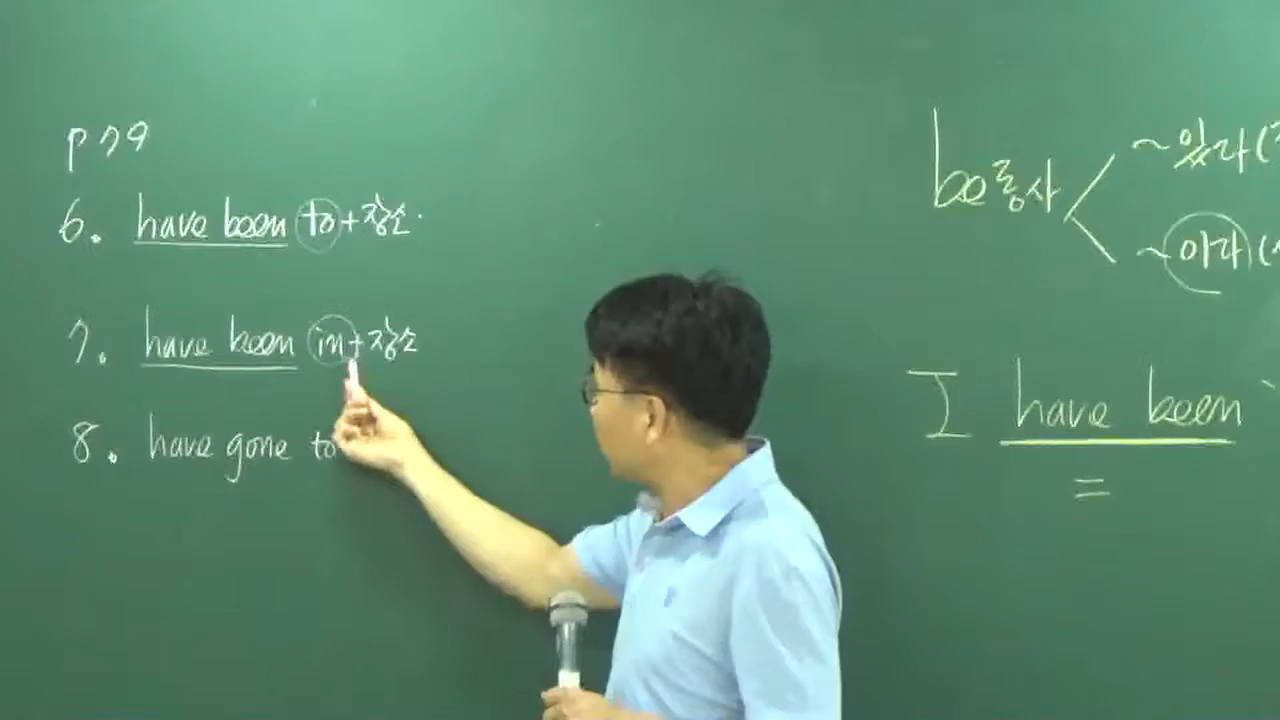 p 79
6. have been to + 장소.
7. have been in + 장소
8. have gone to
be동사
~있다(
~이다(
I have been
=